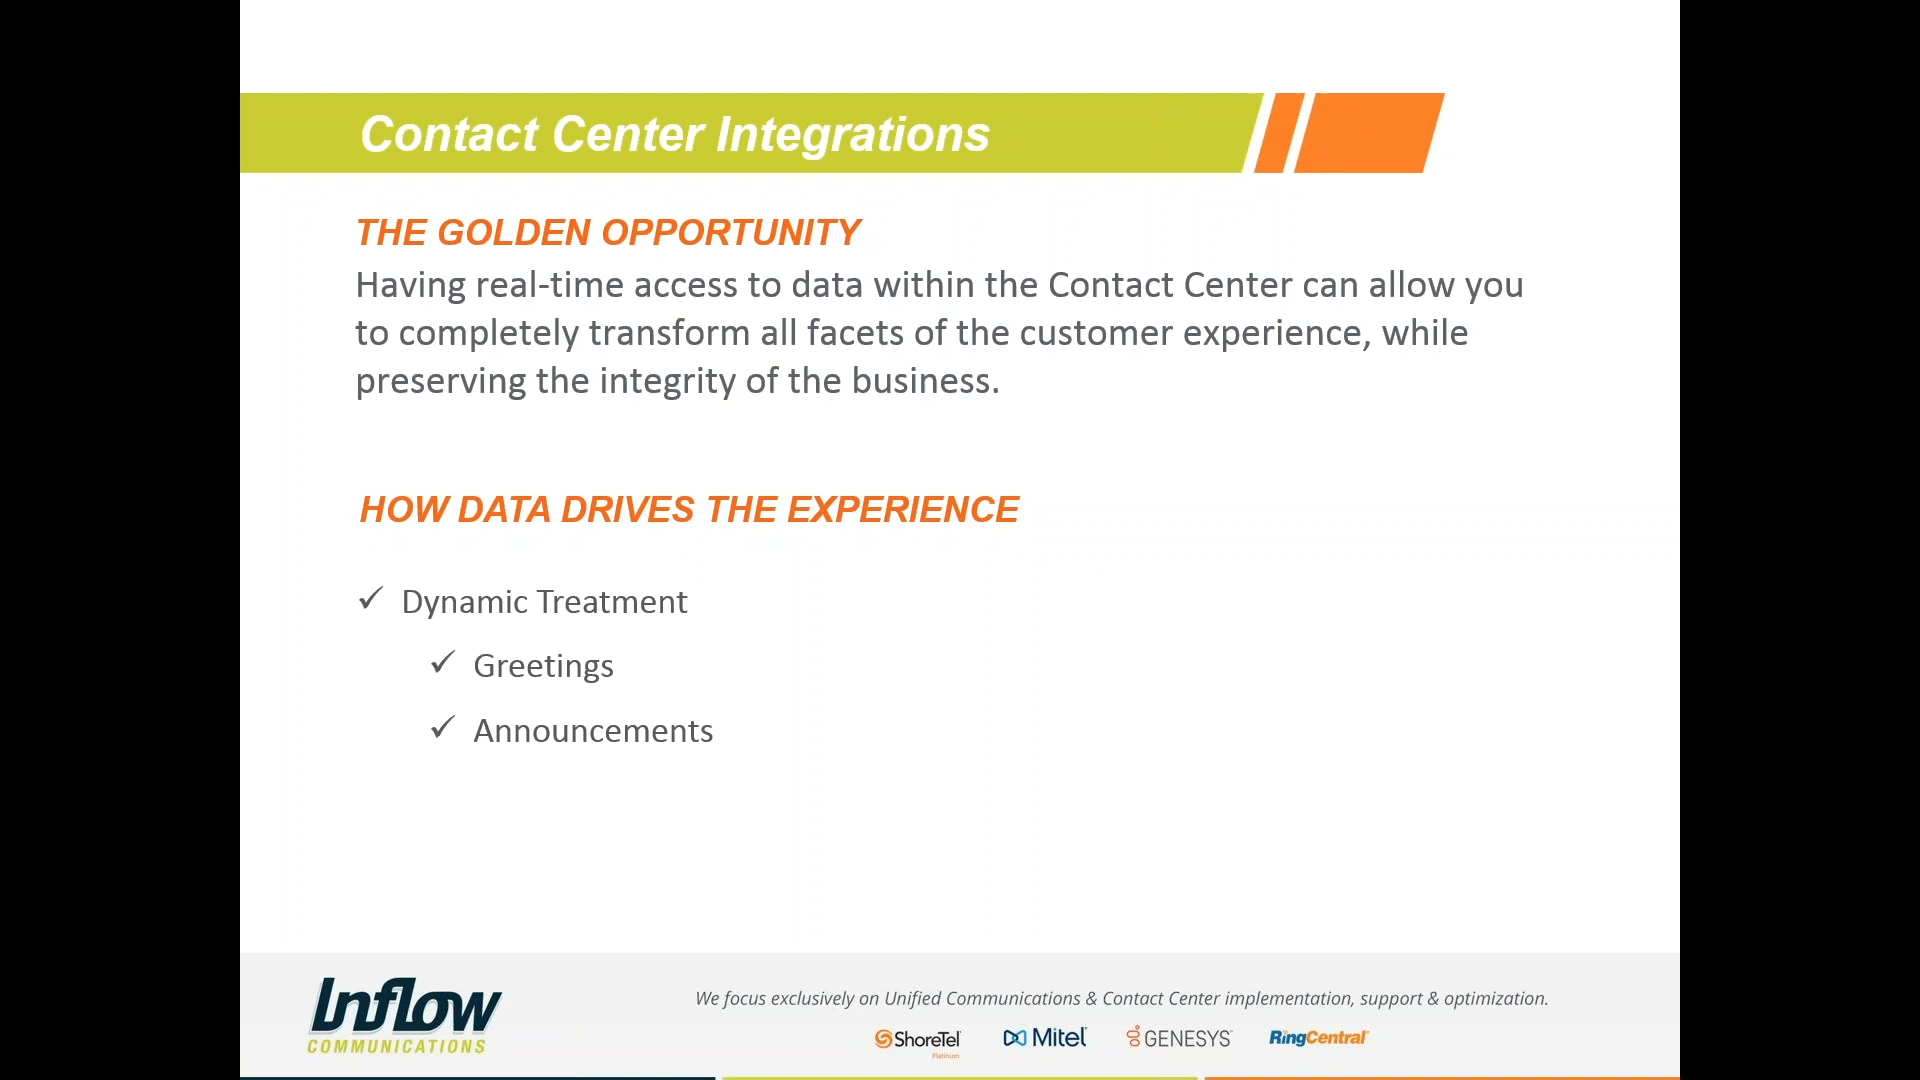 Contact Center Integrations
THE GOLDEN OPPORTUNITY
Having real-time access to data within the Contact Center can allow you
to completely transform all facets of the customer experience, while
preserving the integrity of the business.
HOW DATA DRIVES THE EXPERIENCE
✓ Dynamic Treatment
✓ Greetings
✓ Announcements
Inflow
COMMUNICATIONS
We focus exclusively on Unified Communications & Contact Center implementation, support & optimization.
ShoreTel Mitel GENESYS RingCentral
Platinum